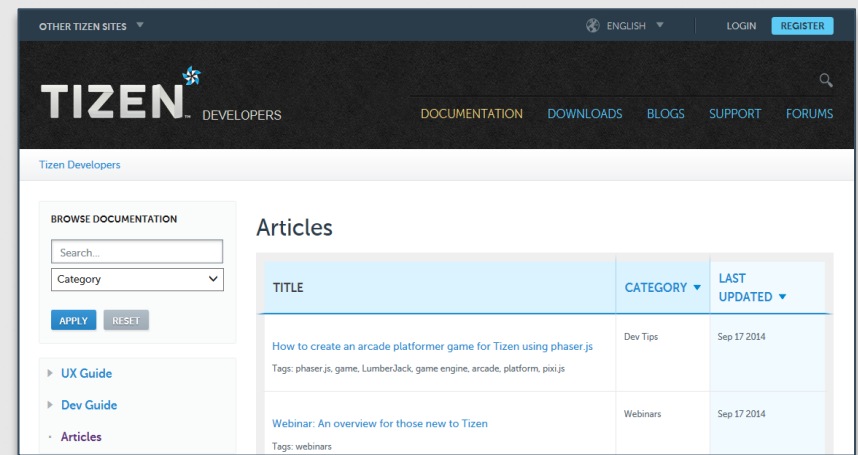 OTHER TIZEN SITES
ENGLISH
LOGIN
REGISTER
TIZEN™ DEVELOPERS
DOCUMENTATION
DOWNLOADS
BLOGS
SUPPORT
FORUMS
Tizen Developers
BROWSE DOCUMENTATION
Search...
Category
APPLY
RESET
UX Guide
Dev Guide
Articles
Articles
TITLE
CATEGORY
LAST
UPDATED
How to create an arcade platformer game for Tizen using phaser.js
Tags: phaser.js, game, LumberJack, game engine, arcade, platform, pixi.js
Dev Tips
Sep 17 2014
Webinar: An overview for those new to Tizen
Tags: webinars
Webinars
Sep 17 2014